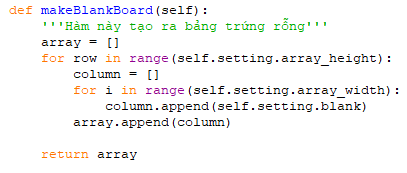 def makeBlankBoard(self):
    '''Hàm này tạo ra bảng trứng rỗng'''
    array = []
    for row in range(self.setting.array_height):
        column = []
        for i in range(self.setting.array_width):
            column.append(self.setting.blank)
        array.append(column)

    return array